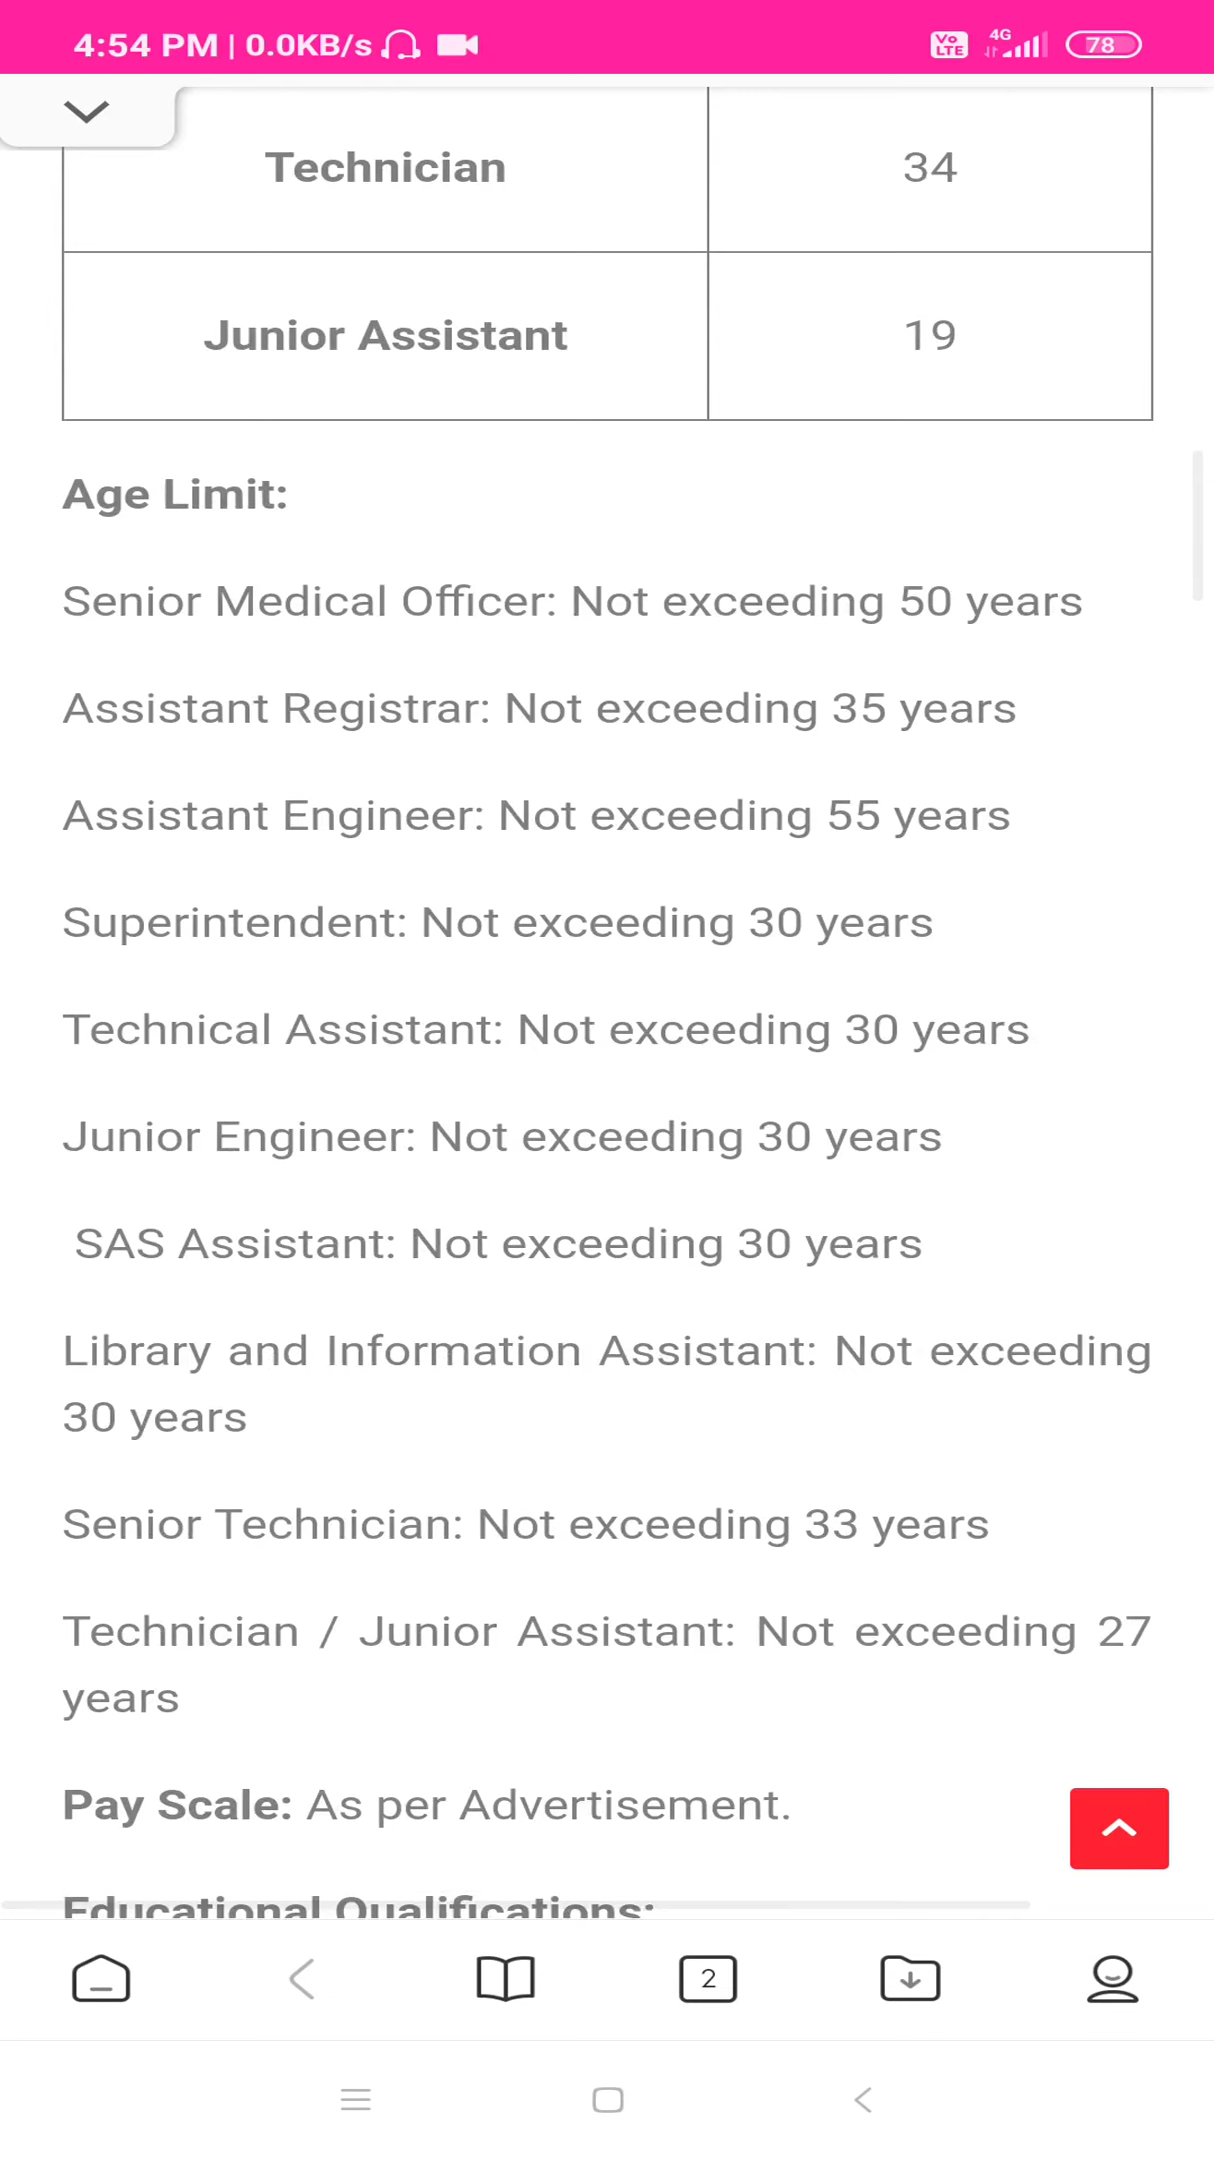 4:54 PM | 0.0KB/s
Vo LTE 4G 78
Technician 34
Junior Assistant 19
Age Limit:
Senior Medical Officer: Not exceeding 50 years
Assistant Registrar: Not exceeding 35 years
Assistant Engineer: Not exceeding 55 years
Superintendent: Not exceeding 30 years
Technical Assistant: Not exceeding 30 years
Junior Engineer: Not exceeding 30 years
SAS Assistant: Not exceeding 30 years
Library and Information Assistant: Not exceeding
30 years
Senior Technician: Not exceeding 33 years
Technician / Junior Assistant: Not exceeding 27
years
Pay Scale: As per Advertisement.
Educational Qualifications:
2